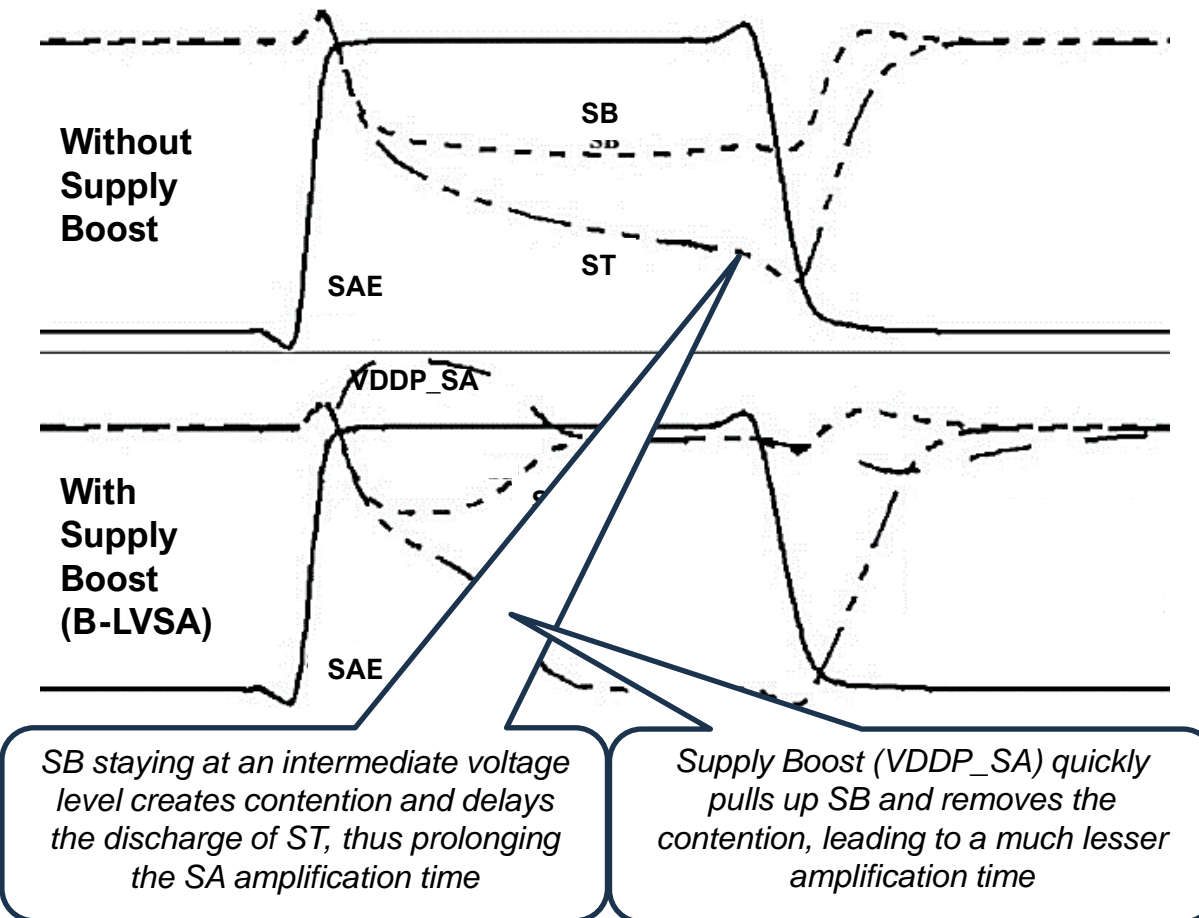 SB
SB
Without
Supply
Boost
ST
SAE
VDDP_SA
With
Supply
Boost
(B-LVSA)
SAE
SB staying at an intermediate voltage
level creates contention and delays
the discharge of ST, thus prolonging
the SA amplification time
Supply Boost (VDDP_SA) quickly
pulls up SB and removes the
contention, leading to a much lesser
amplification time